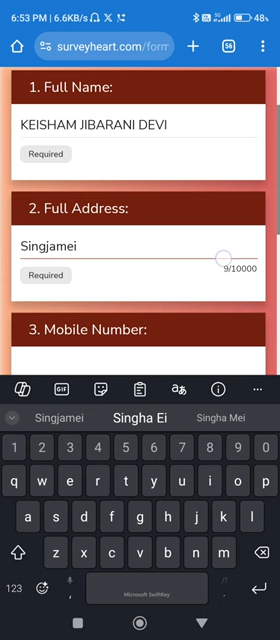 6:53 PM | 6.6KB/s
5G
48%
surveyheart.com/form
56
1. Full Name:
KEISHAM JIBARANI DEVI
Required
2. Full Address:
Singjamei
9/10000
Required
3. Mobile Number:
GIF
Singjamei Singha Ei Singha Mei
1 2 3 4 5 6 7 8 9 0
q w e r t y u i o p
a s d f g h j k l
z x c v b n m
123 , Microsoft SwiftKey .